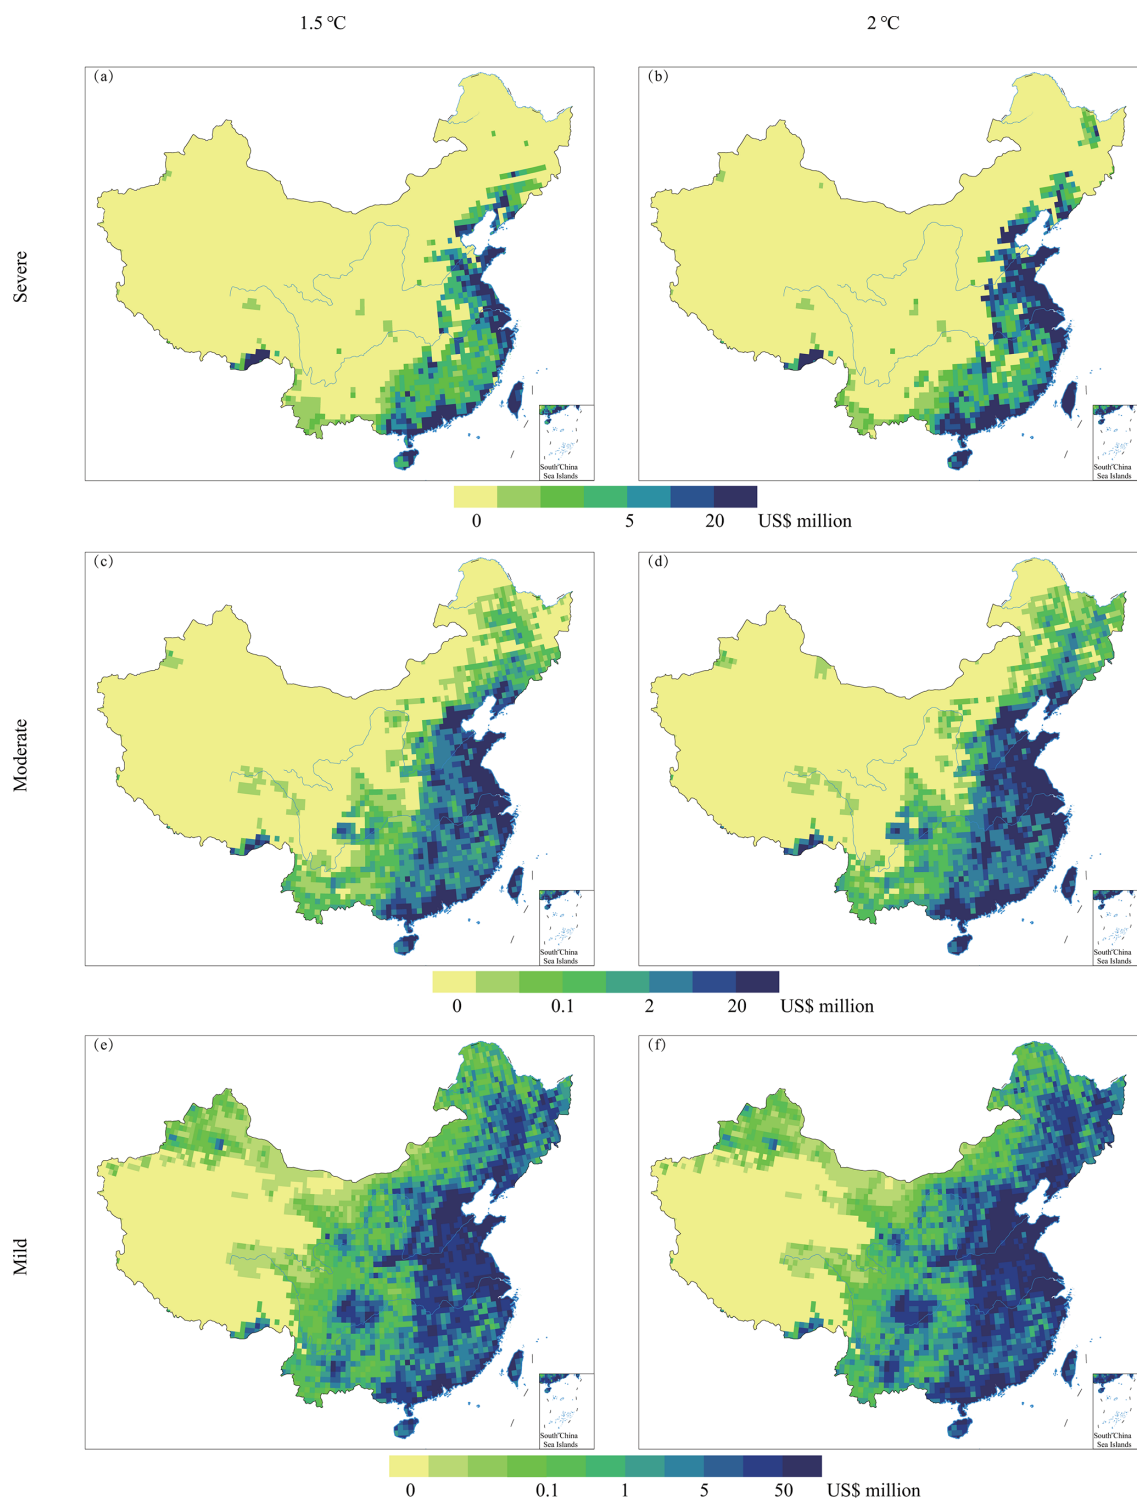 1.5 °C
2 °C
Severe
(a)
South China
Sea Islands
(b)
South China
Sea Islands
0 5 20 US$ million
Moderate
(c)
South China
Sea Islands
(d)
South China
Sea Islands
0 0.1 2 20 US$ million
Mild
(e)
South China
Sea Islands
(f)
South China
Sea Islands
0 0.1 1 5 50 US$ million